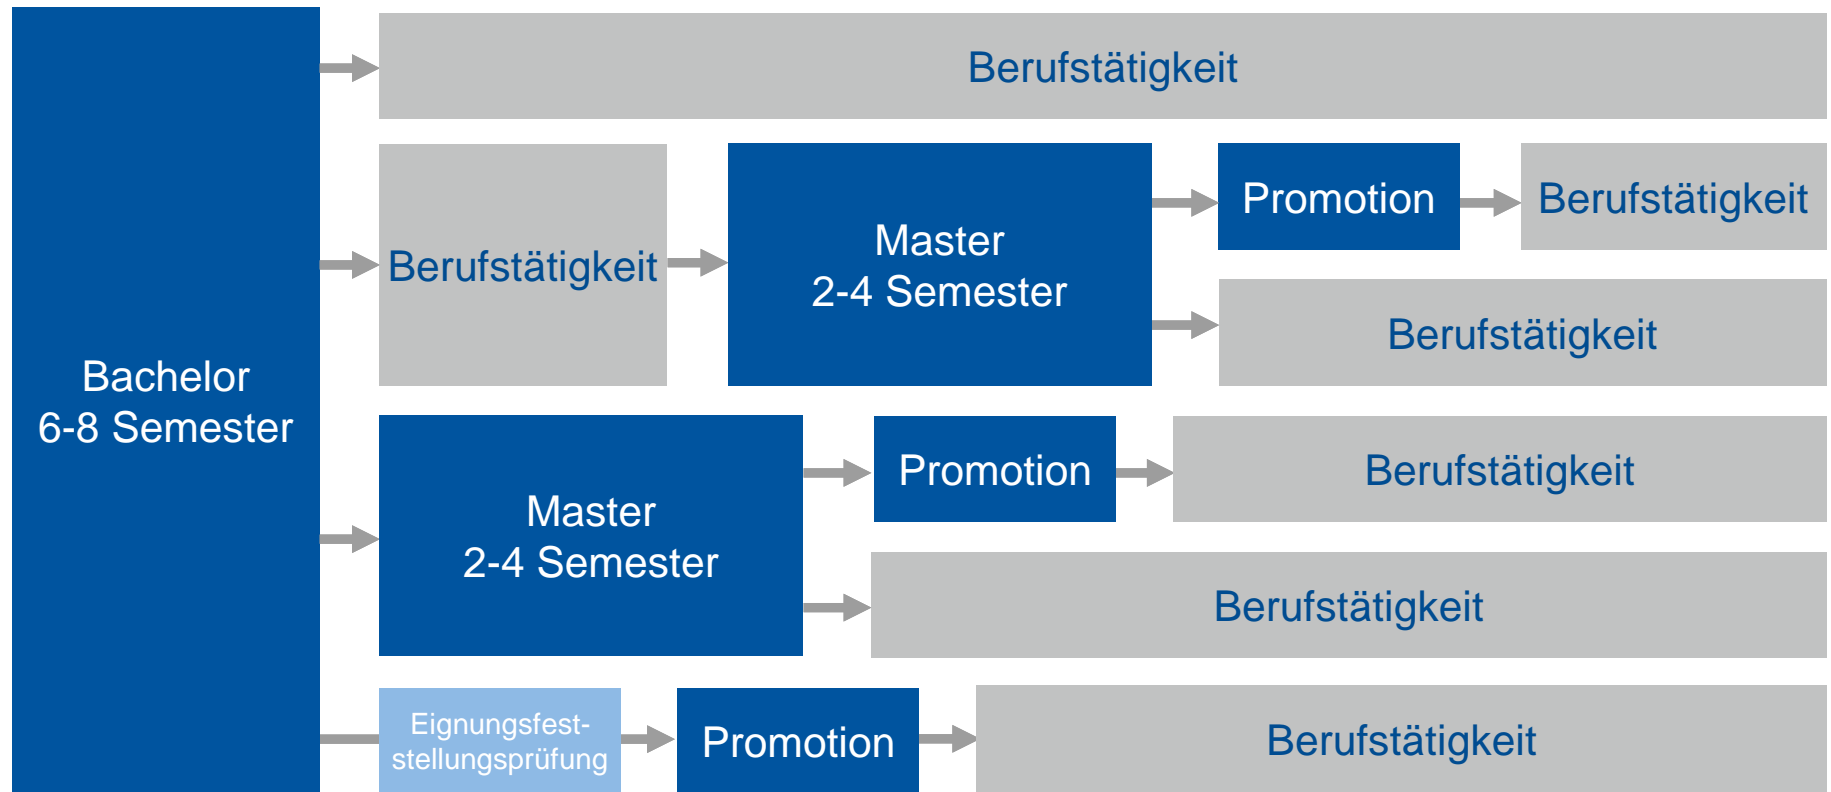 Bachelor
6-8 Semester
Berufstätigkeit
Berufstätigkeit
Master
2-4 Semester
Promotion
Berufstätigkeit
Berufstätigkeit
Master
2-4 Semester
Promotion
Berufstätigkeit
Berufstätigkeit
Eignungsfest-
stellungsprüfung
Promotion
Berufstätigkeit